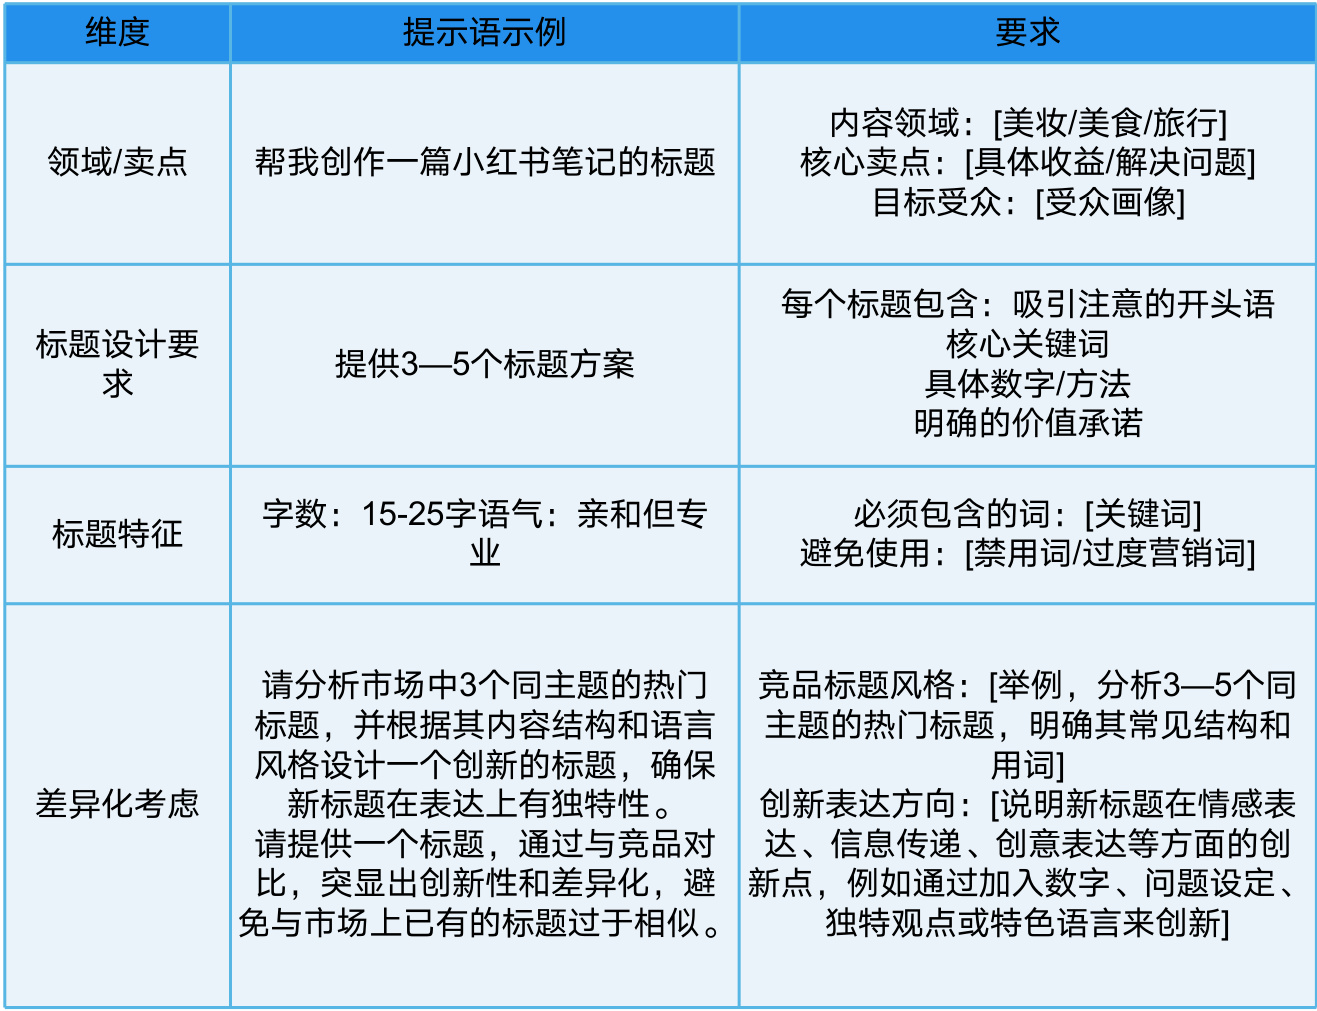 维度
提示语示例
要求
领域/卖点
帮我创作一篇小红书笔记的标题
内容领域：[美妆/美食/旅行]
核心卖点：[具体收益/解决问题]
目标受众：[受众画像]
标题设计要
求
提供3—5个标题方案
每个标题包含：吸引注意的开头语
核心关键词
具体数字/方法
明确的价值承诺
标题特征
字数：15-25字语气：亲和但专
业
必须包含的词：[关键词]
避免使用：[禁用词/过度营销词]
差异化考虑
请分析市场中3个同主题的热门
标题，并根据其内容结构和语言
风格设计一个创新的标题，确保
新标题在表达上有独特性。
请提供一个标题，通过与竞品对
比，突显出创新性和差异化，避
免与市场上已有的标题过于相似。
竞品标题风格：[举例，分析3—5个同
主题的热门标题，明确其常见结构和
用词]
创新表达方向：[说明新标题在情感表
达、信息传递、创意表达等方面的创
新点，例如通过加入数字、问题设定、
独特观点或特色语言来创新]